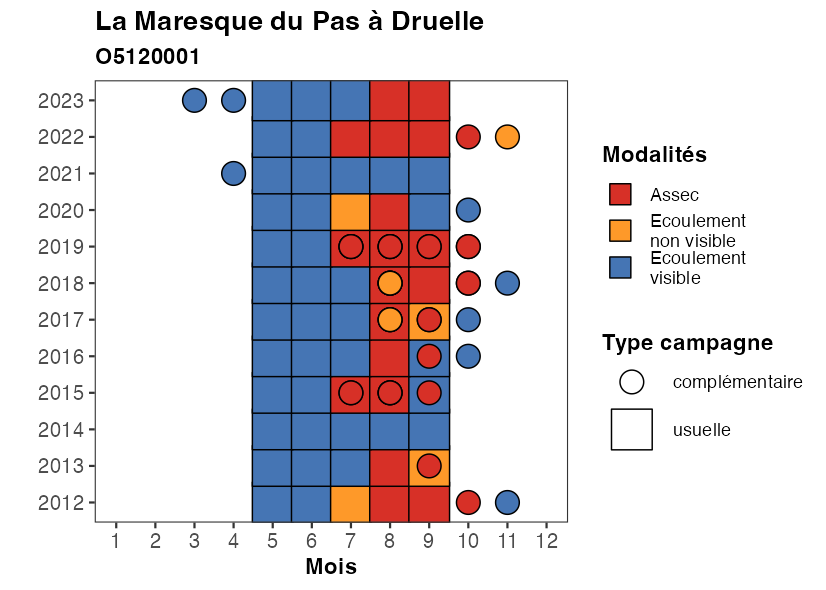 La Maresque du Pas à Druelle
O5120001
2023
2022
2021
2020
2019
2018
2017
2016
2015
2014
2013
2012
1 2 3 4 5 6 7 8 9 10 11 12
Mois
Modalités
Assec
Ecoulement
non visible
Ecoulement
visible
Type campagne
complémentaire
usuelle